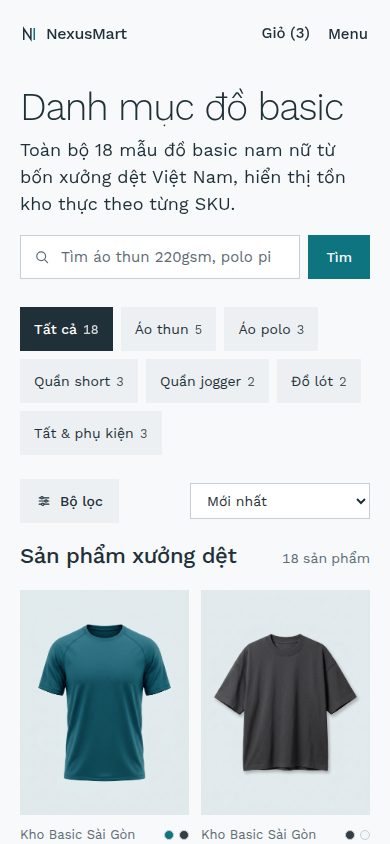 NexusMart
Giỏ (3)
Menu
Danh mục đồ basic
Toàn bộ 18 mẫu đồ basic nam nữ từ
bốn xưởng dệt Việt Nam, hiển thị tồn
kho thực theo từng SKU.
Tìm áo thun 220gsm, polo pi
Tìm
Tất cả 18
Áo thun 5
Áo polo 3
Quần short 3
Quần jogger 2
Đồ lót 2
Tất & phụ kiện 3
Bộ lọc
Mới nhất
Sản phẩm xưởng dệt
18 sản phẩm
Kho Basic Sài Gòn
Kho Basic Sài Gòn